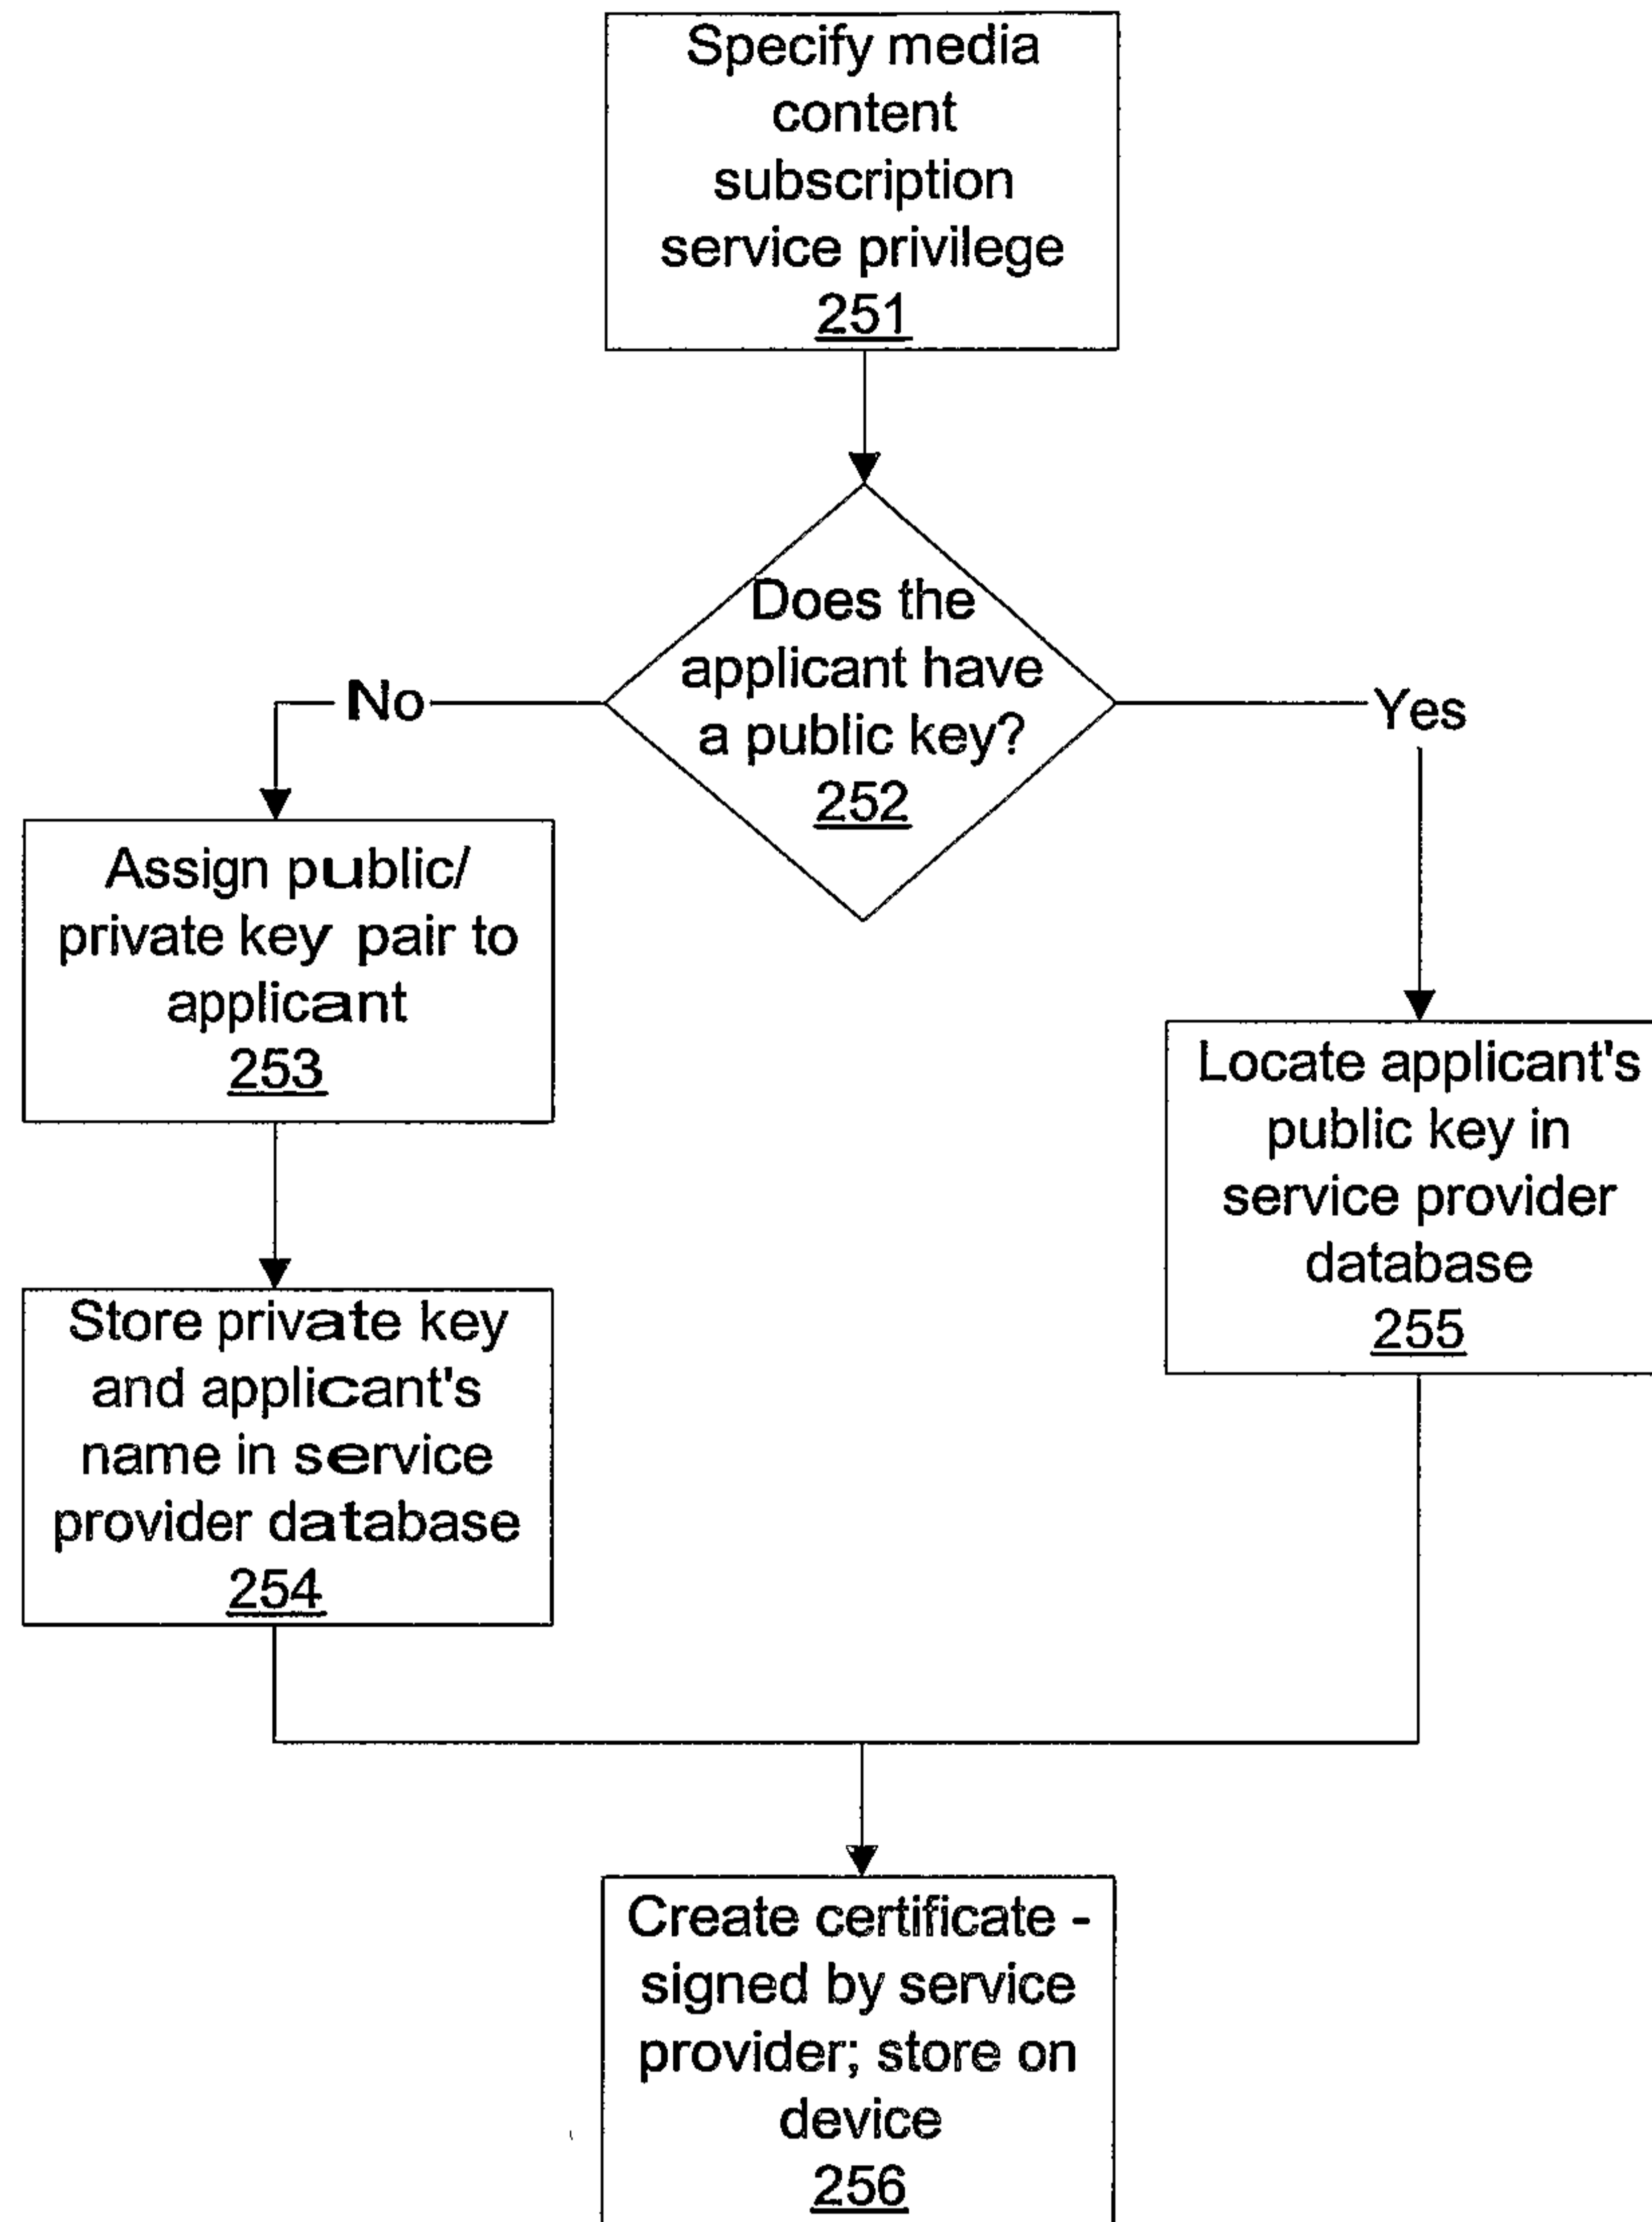 Specify media
content
subscription
service privilege
251
Does the
applicant have
a public key?
252
No
Yes
Assign public/
private key pair to
applicant
253
Locate applicant's
public key in
service provider
database
255
Store private key
and applicant's
name in service
provider database
254
Create certificate -
signed by service
provider; store on
device
256